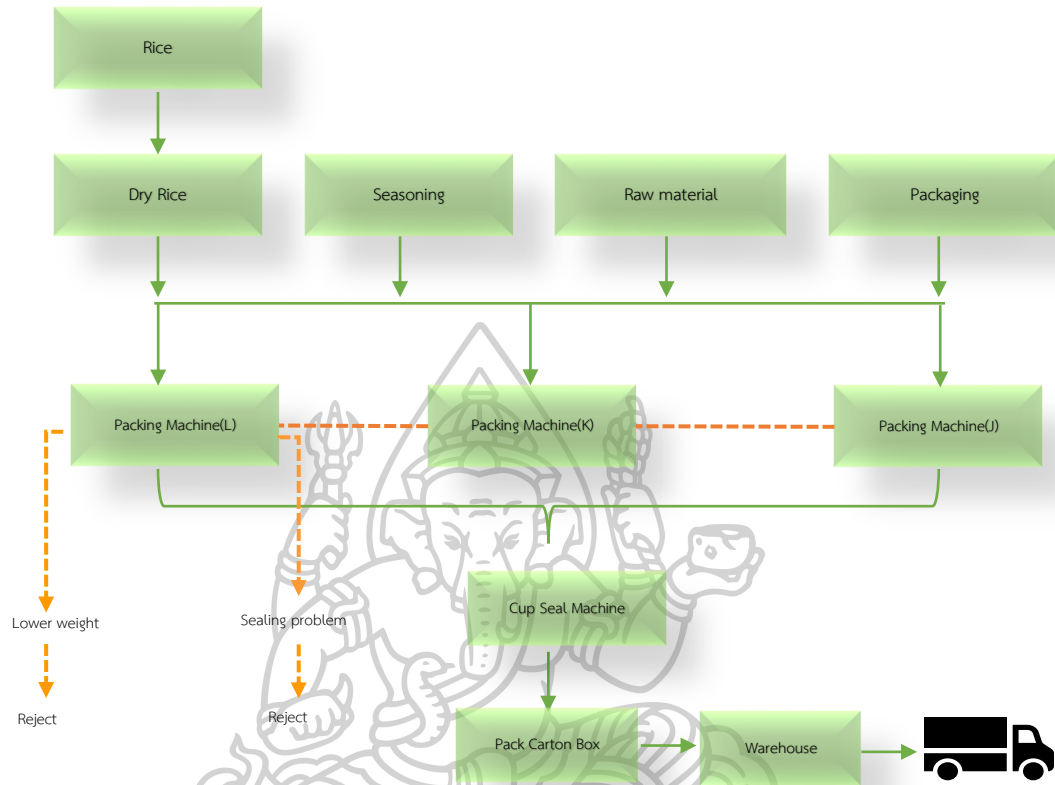 Rice
Dry Rice
Seasoning
Raw material
Packaging
Packing Machine(L)
Packing Machine(K)
Packing Machine(J)
Cup Seal Machine
Lower weight
Sealing problem
Reject
Reject
Pack Carton Box
Warehouse